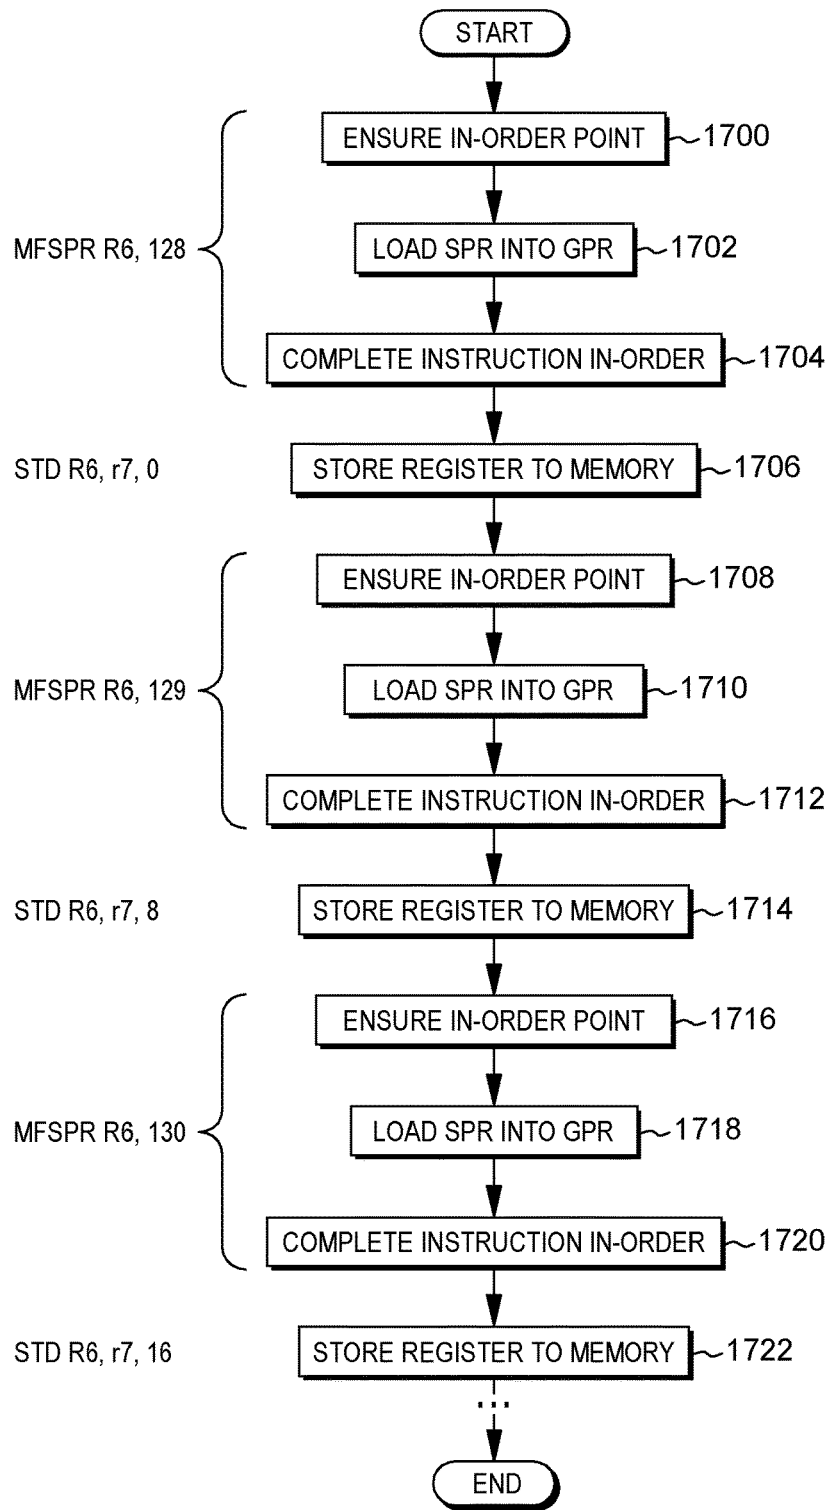 START
ENSURE IN-ORDER POINT 1700
MFSPR R6, 128
LOAD SPR INTO GPR 1702
COMPLETE INSTRUCTION IN-ORDER 1704
STD R6, r7, 0
STORE REGISTER TO MEMORY 1706
ENSURE IN-ORDER POINT 1708
MFSPR R6, 129
LOAD SPR INTO GPR 1710
COMPLETE INSTRUCTION IN-ORDER 1712
STD R6, r7, 8
STORE REGISTER TO MEMORY 1714
ENSURE IN-ORDER POINT 1716
MFSPR R6, 130
LOAD SPR INTO GPR 1718
COMPLETE INSTRUCTION IN-ORDER 1720
STD R6, r7, 16
STORE REGISTER TO MEMORY 1722
...
END